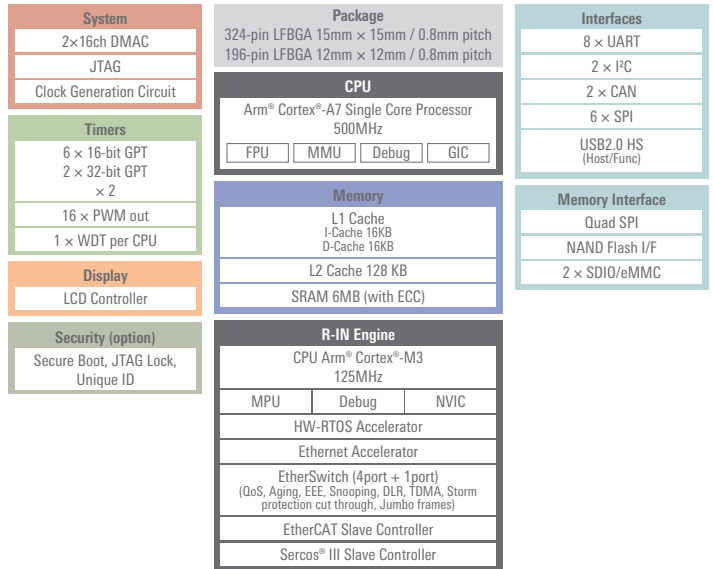 System
2×16ch DMAC
JTAG
Clock Generation Circuit
Timers
6 × 16-bit GPT
2 × 32-bit GPT
× 2
16 × PWM out
1 × WDT per CPU
Display
LCD Controller
Security (option)
Secure Boot, JTAG Lock,
Unique ID
Package
324-pin LFBGA 15mm × 15mm / 0.8mm pitch
196-pin LFBGA 12mm × 12mm / 0.8mm pitch
CPU
Arm® Cortex®-A7 Single Core Processor
500MHz
FPU MMU Debug GIC
Memory
L1 Cache
I-Cache 16KB
D-Cache 16KB
L2 Cache 128 KB
SRAM 6MB (with ECC)
R-IN Engine
CPU Arm® Cortex®-M3
125MHz
MPU Debug NVIC
HW-RTOS Accelerator
Ethernet Accelerator
EtherSwitch (4port + 1port)
(QoS, Aging, EEE, Snooping, DLR, TDMA, Storm
protection cut through, Jumbo frames)
EtherCAT Slave Controller
Sercos® III Slave Controller
Interfaces
8 × UART
2 × I²C
2 × CAN
6 × SPI
USB2.0 HS
(Host/Func)
Memory Interface
Quad SPI
NAND Flash I/F
2 × SDIO/eMMC